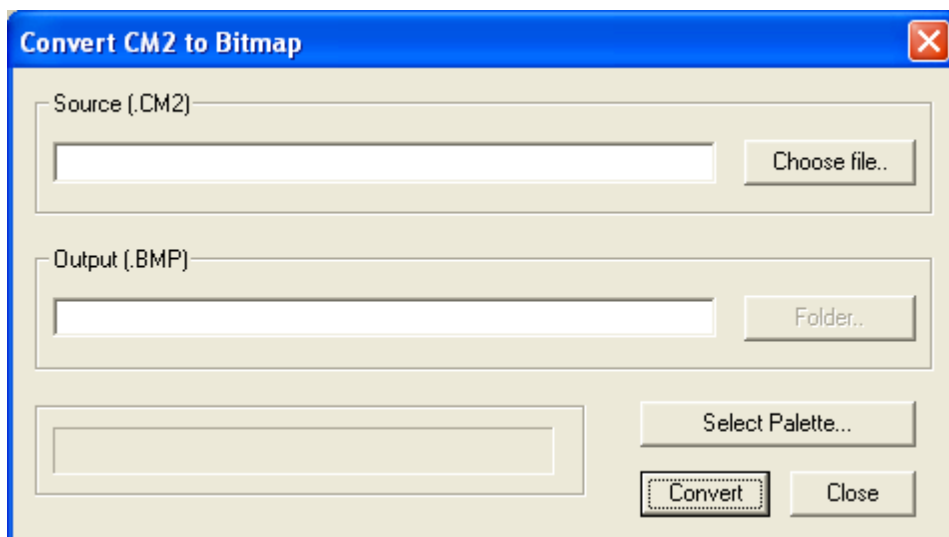 Convert CM2 to Bitmap
Source (.CM2)
Choose file..
Output (.BMP)
Folder..
Select Palette...
Convert
Close